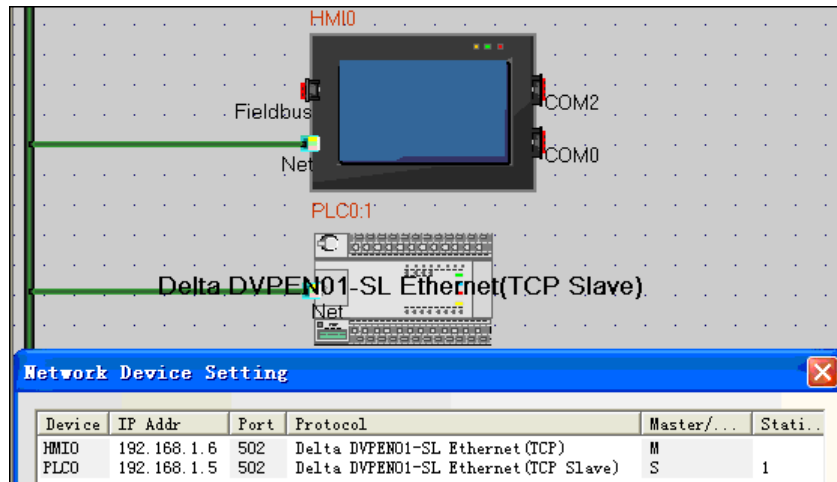 HMI0
Fieldbus
COM2
Net
COM0
PLC0:1
Delta DVPEN01-SL Ethernet(TCP Slave)
Net
Network Device Setting
Device IP Addr Port Protocol Master/... Stati..
HMI0 192.168.1.6 502 Delta DVPEN01-SL Ethernet(TCP) M
PLC0 192.168.1.5 502 Delta DVPEN01-SL Ethernet(TCP Slave) S 1